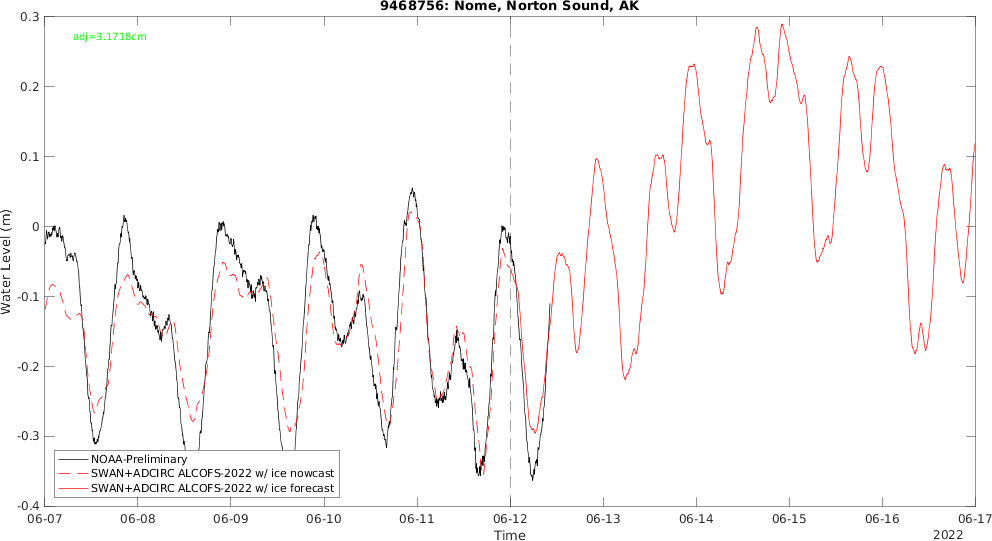 9468756: Nome, Norton Sound, AK
adj=3.1718cm
0.3
0.2
0.1
0
-0.1
-0.2
-0.3
-0.4
Water Level (m)
NOAA-Preliminary
SWAN+ADCIRC ALCOFS-2022 w/ ice nowcast
SWAN+ADCIRC ALCOFS-2022 w/ ice forecast
06-07 06-08 06-09 06-10 06-11 06-12 06-13 06-14 06-15 06-16 06-17
Time
2022